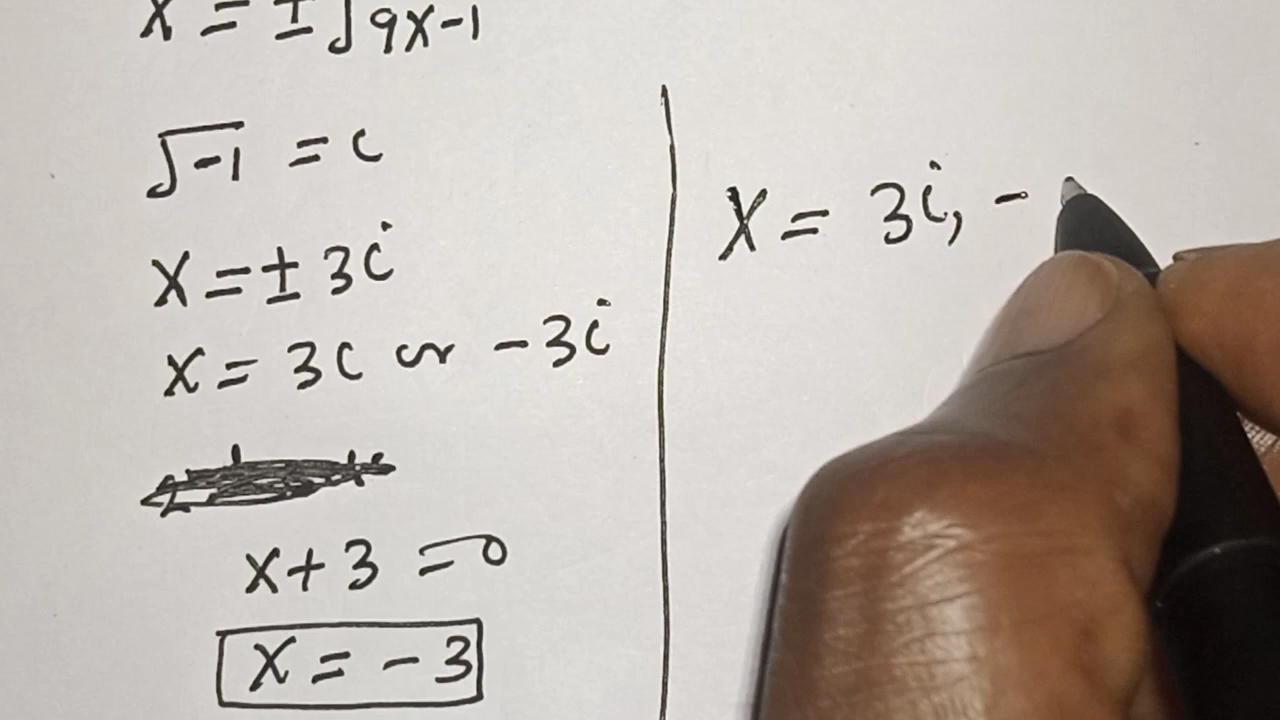 x = ± √9x-1
√-1 = i
x = ± 3i
x = 3i or -3i
x+3 = 0
x = -3
x = 3i, -